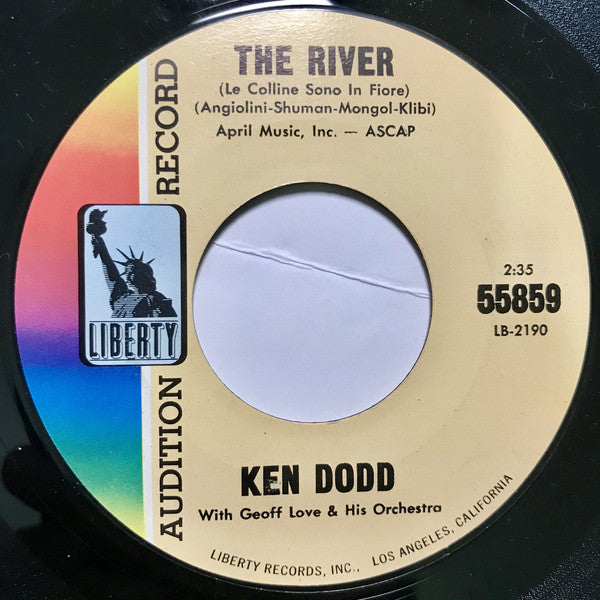 THE RIVER
(Le Colline Sono In Fiore)
(Angiolini-Shuman-Mongol-Klibi)
April Music, Inc. — ASCAP
AUDITION RECORD
LIBERTY
2:35
55859
LB-2190
KEN DODD
With Geoff Love & His Orchestra
LIBERTY RECORDS, INC., LOS ANGELES, CALIFORNIA